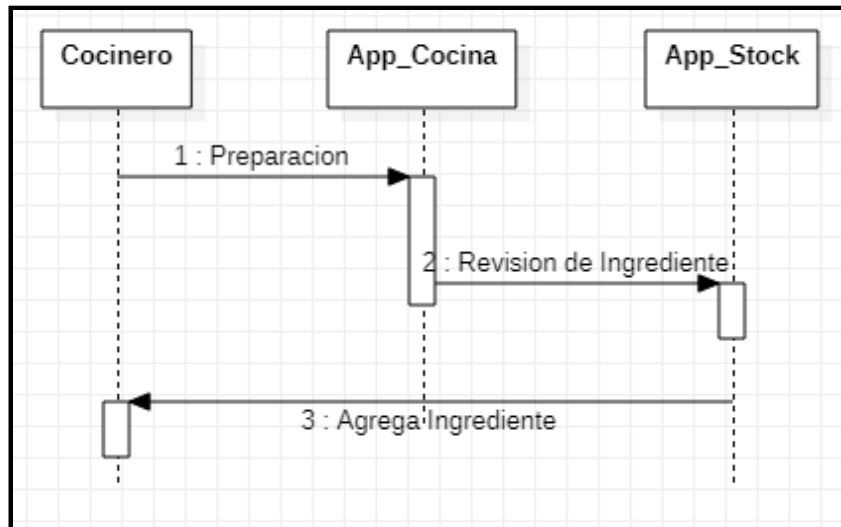 Cocinero
App_Cocina
App_Stock
1 : Preparacion
2 : Revision de Ingrediente
3 : Agrega Ingrediente